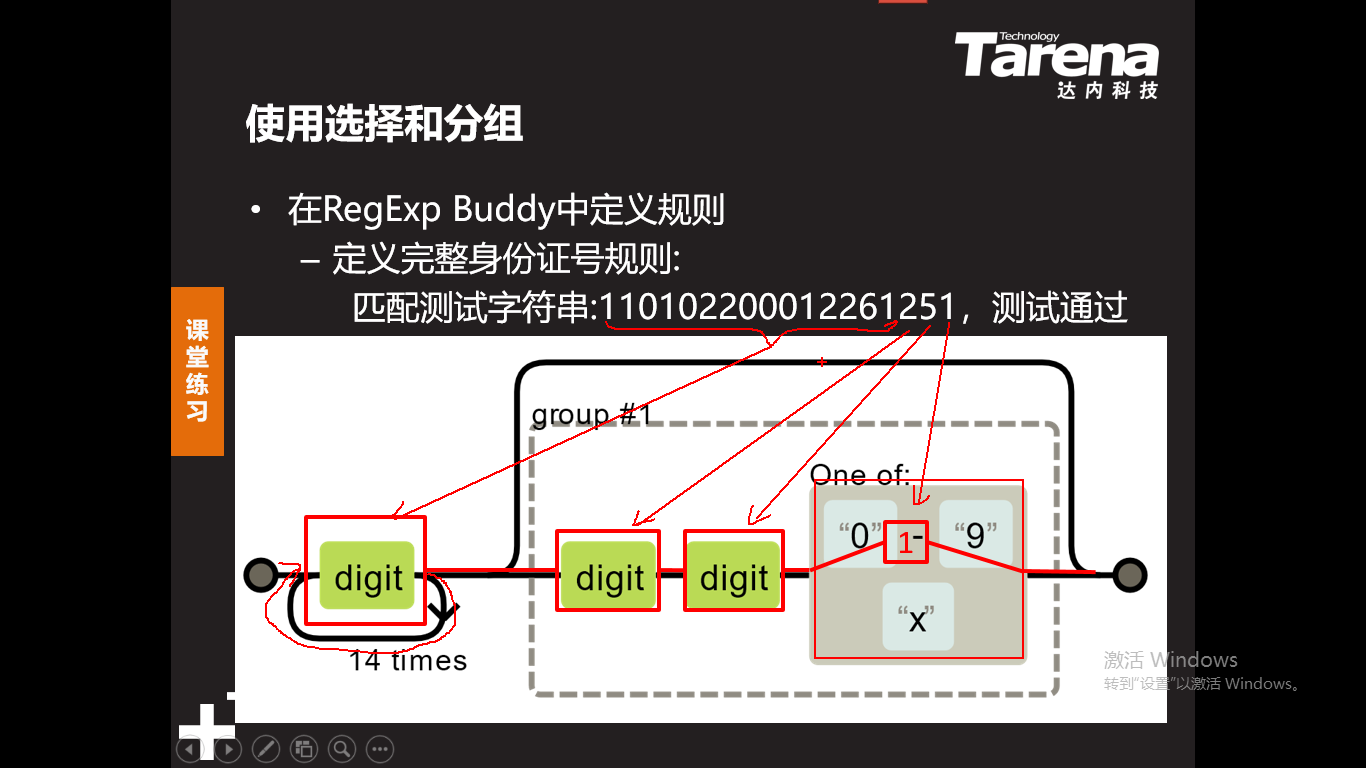 Technology
Tarena
达内科技
使用选择和分组
• 在RegExp Buddy中定义规则
– 定义完整身份证号规则:
匹配测试字符串:110102200012261251，测试通过
课堂练习
group #1
One of:
“0” 1- “9”
digit digit digit
“x”
14 times
激活 Windows
转到“设置”以激活 Windows。